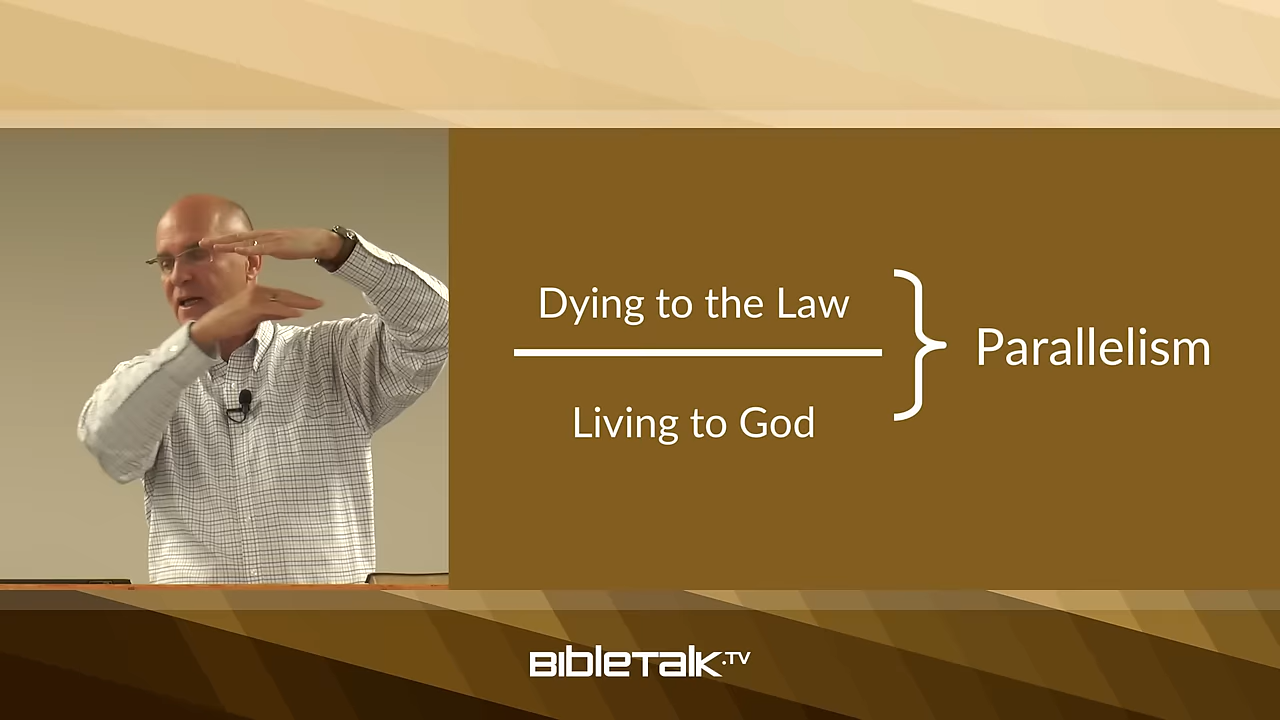 Dying to the Law
Living to God
Parallelism
BIBLETALK.TV